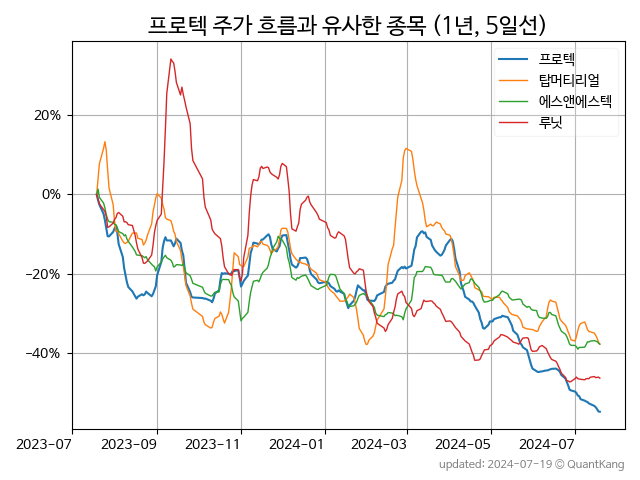 프로텍 주가 흐름과 유사한 종목 (1년, 5일선)
프로텍
탑머티리얼
에스앤에스텍
루닛
20%
0%
−20%
−40%
2023-07 2023-09 2023-11 2024-01 2024-03 2024-05 2024-07
updated: 2024-07-19 © QuantKang